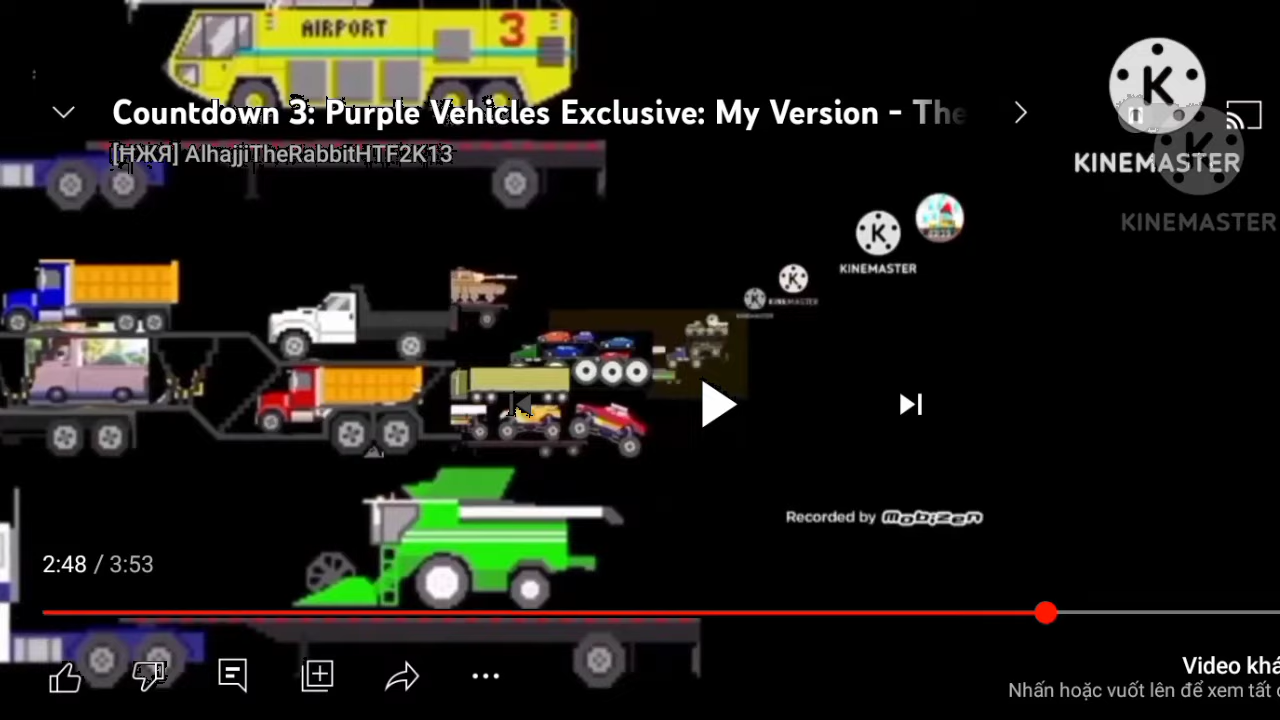 AIRPORT 3
Countdown 3: Purple Vehicles Exclusive: My Version - The
[НЖЯ] AlhajjiTheRabbitHTF2K13
K
KINEMASTER
K
KINEMASTER
K
KINEMASTER
K
KINEMASTER
Recorded by Mobizen
2:48 / 3:53
Video khá
Nhấn hoặc vuốt lên để xem tất c